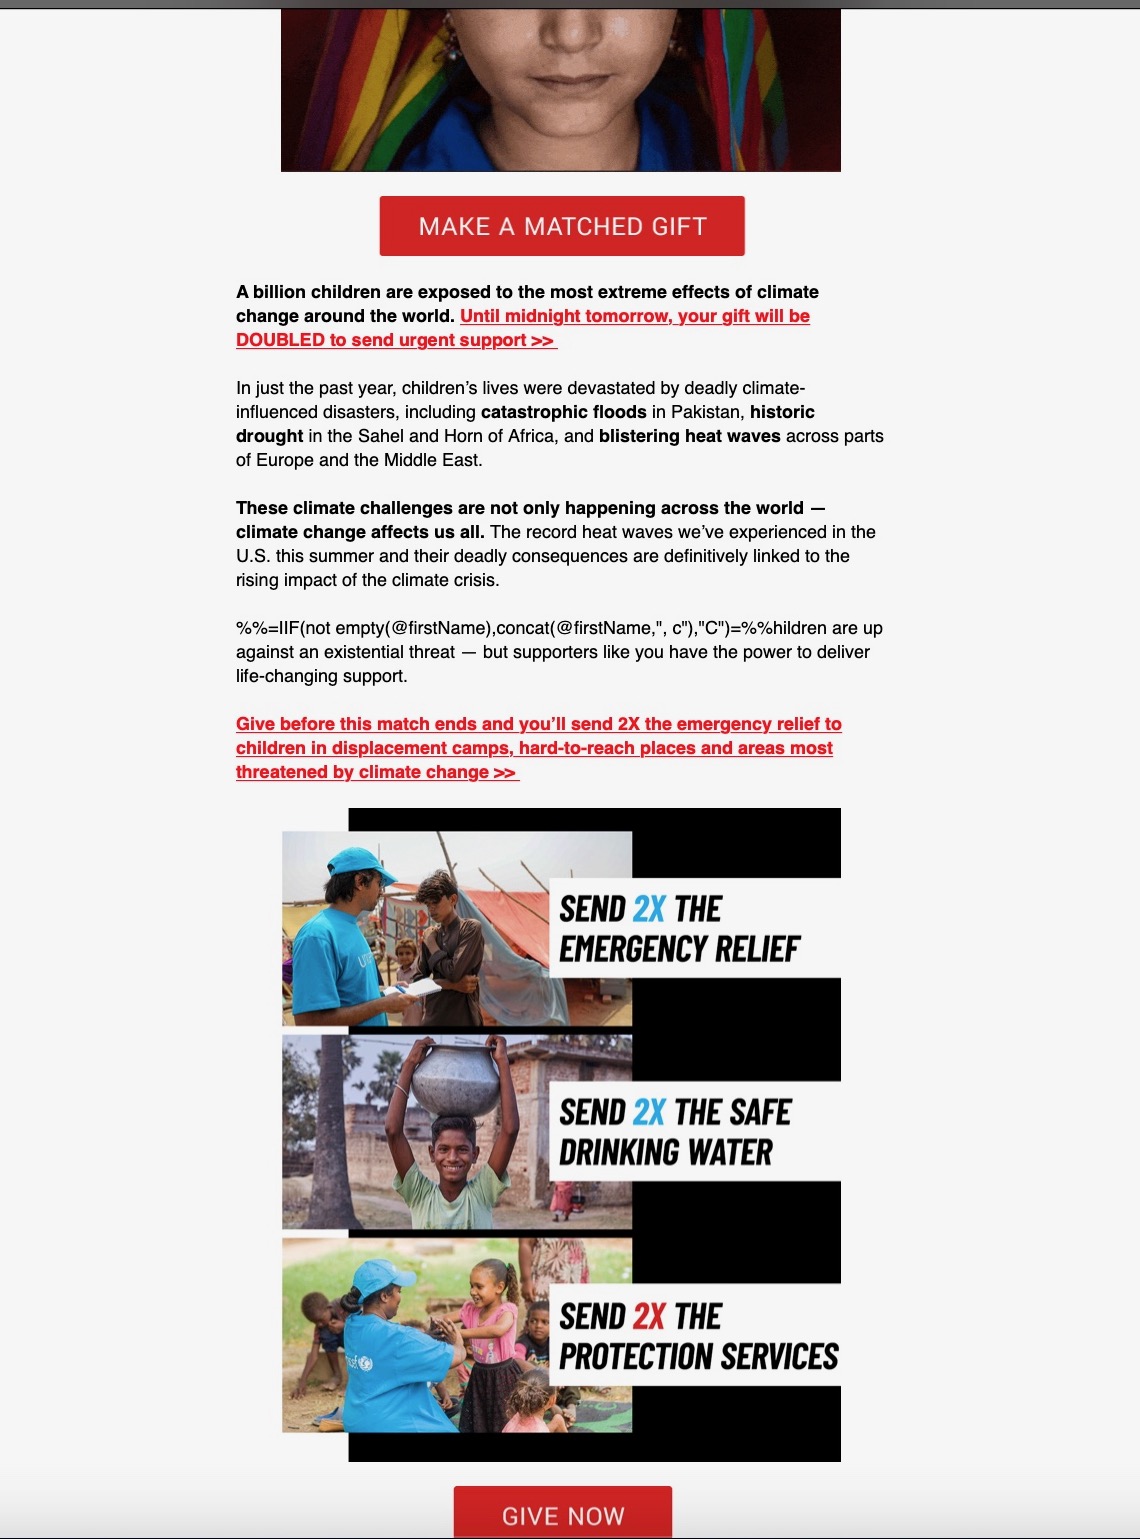 MAKE A MATCHED GIFT
A billion children are exposed to the most extreme effects of climate
change around the world. Until midnight tomorrow, your gift will be
DOUBLED to send urgent support >>
In just the past year, children’s lives were devastated by deadly climate-
influenced disasters, including catastrophic floods in Pakistan, historic
drought in the Sahel and Horn of Africa, and blistering heat waves across parts
of Europe and the Middle East.
These climate challenges are not only happening across the world —
climate change affects us all. The record heat waves we’ve experienced in the
U.S. this summer and their deadly consequences are definitively linked to the
rising impact of the climate crisis.
%%=IIF(not empty(@firstName),concat(@firstName,", c"),"C")=%%hildren are up
against an existential threat — but supporters like you have the power to deliver
life-changing support.
Give before this match ends and you’ll send 2X the emergency relief to
children in displacement camps, hard-to-reach places and areas most
threatened by climate change >>
SEND 2X THE
EMERGENCY RELIEF
SEND 2X THE SAFE
DRINKING WATER
SEND 2X THE
PROTECTION SERVICES
GIVE NOW